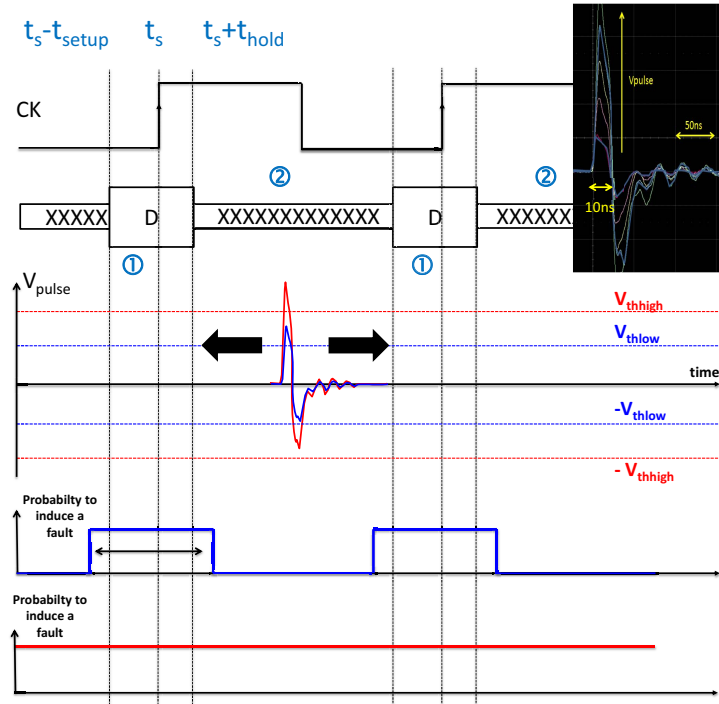 ts-tsetup ts ts+thold
CK
Vpulse
50ns
10ns
② ②
XXXXX D XXXXXXXXXXXXX D XXXXXX
① ①
Vpulse
Vthhigh
Vthlow
time
-Vthlow
- Vthhigh
Probabilty to
induce a
fault
Probabilty to
induce a
fault